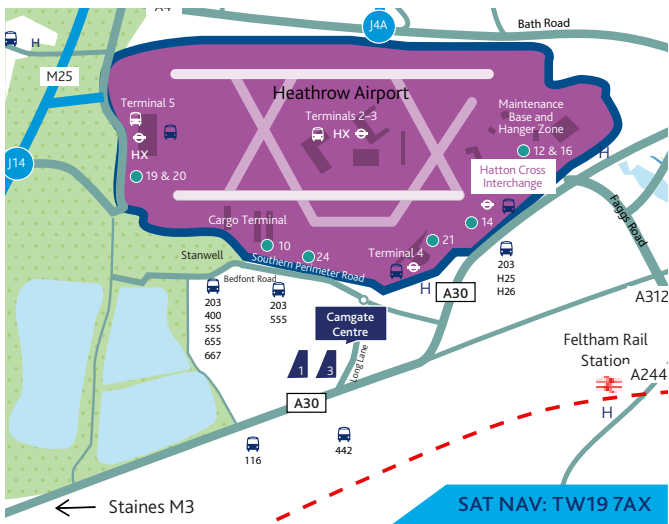 A4
J4A
Bath Road
H
M25
Heathrow Airport
Terminal 5
HX
Terminals 2–3
HX
Maintenance
Base and
Hanger Zone
12 & 16
H
J14
19 & 20
Hatton Cross
Interchange
Faggs Road
Cargo Terminal
14
21
10
24
Terminal 4
Stanwell
Southern Perimeter Road
Bedfont Road
H
A30
203
H25
H26
A312
203
400
555
655
667
203
555
Camgate
Centre
1
3
Long Lane
Feltham Rail
Station
A244
H
A30
116
442
Staines M3
SAT NAV: TW19 7AX